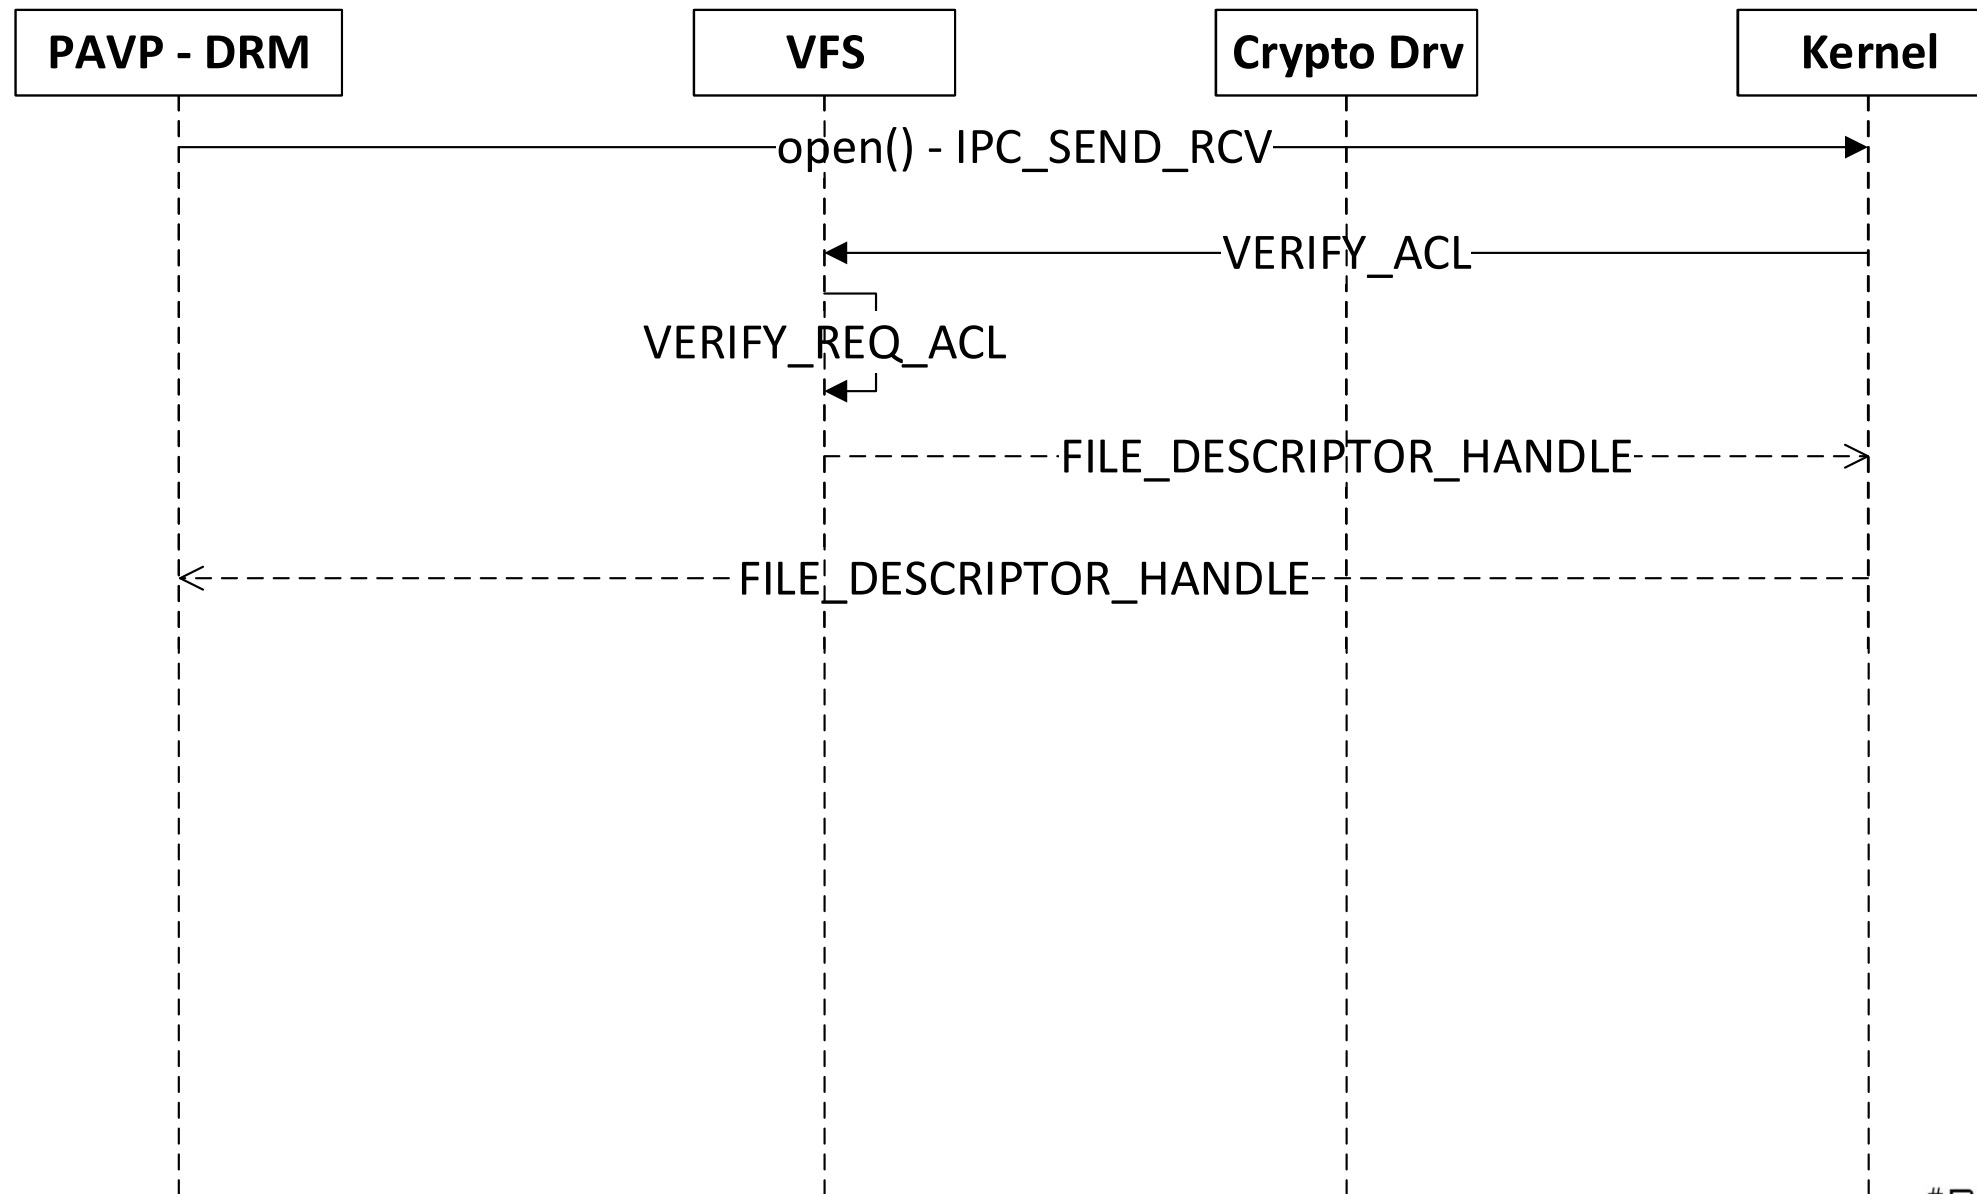 PAVP - DRM
VFS
Crypto Drv
Kernel
open() - IPC_SEND_RCV
VERIFY_ACL
VERIFY_REQ_ACL
FILE_DESCRIPTOR_HANDLE
FILE_DESCRIPTOR_HANDLE